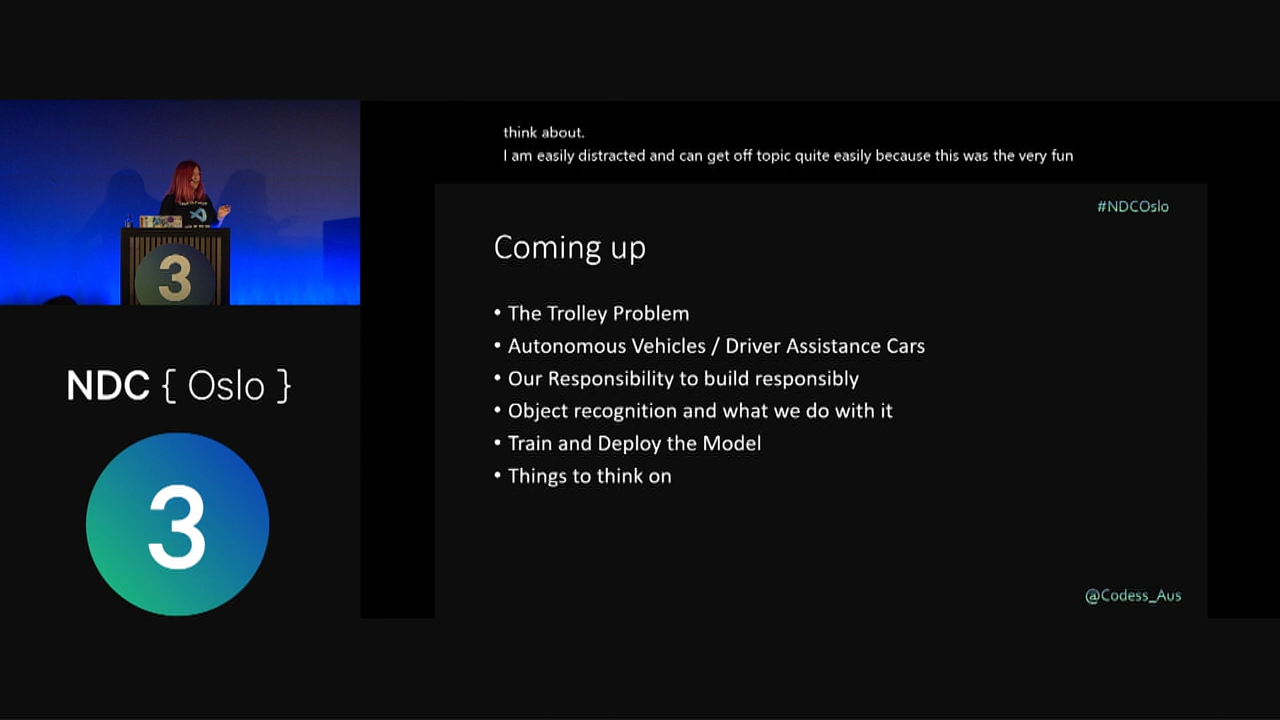 think about.
I am easily distracted and can get off topic quite easily because this was the very fun
#NDCOslo
Coming up
• The Trolley Problem
• Autonomous Vehicles / Driver Assistance Cars
• Our Responsibility to build responsibly
• Object recognition and what we do with it
• Train and Deploy the Model
• Things to think on
@Codess_Aus
3
NDC { Oslo }
3